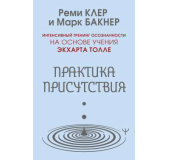 Реми КЛЕР
и Марк БАКНЕР
ИНТЕНСИВНЫЙ ТРЕНИНГ ОСОЗНАННОСТИ
НА ОСНОВЕ УЧЕНИЯ
ЭКХАРТА ТОЛЛЕ
ПРАКТИКА
ПРИСУТСТВИЯ